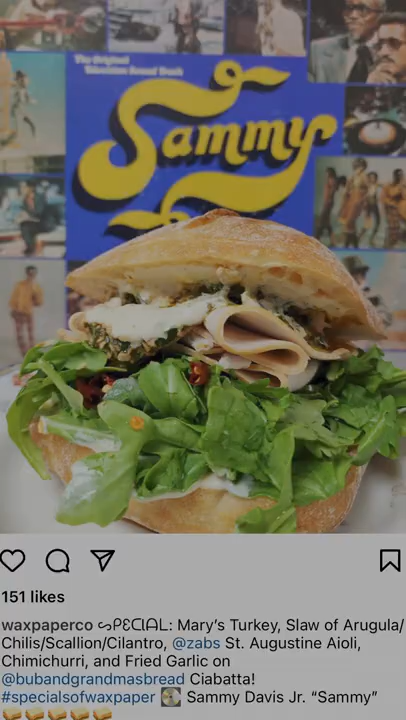 The Original
Television Sound Track
Sammy
151 likes
waxpaperco ᔕᑭƐᑕIᗩᒪ: Mary’s Turkey, Slaw of Arugula/
Chilis/Scallion/Cilantro, @zabs St. Augustine Aioli,
Chimichurri, and Fried Garlic on
@bubandgrandmasbread Ciabatta!
#specialsofwaxpaper 💽 Sammy Davis Jr. “Sammy”
🥪🥪🥪🥪🥪